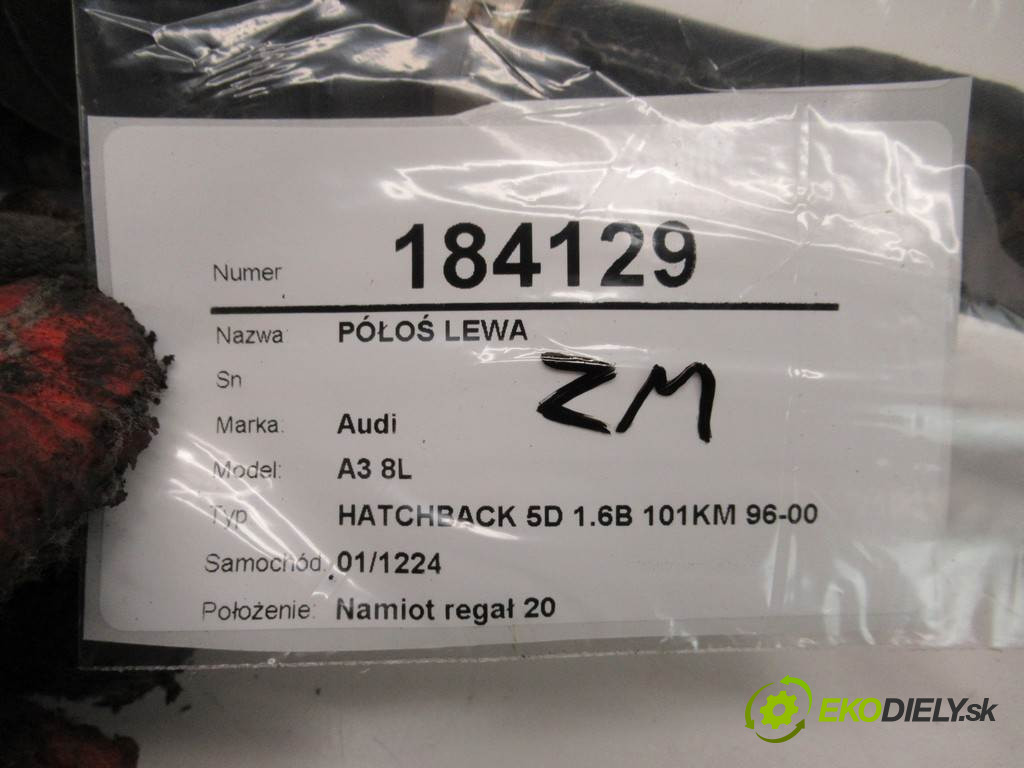 Numer 184129
Nazwa: PÓŁOŚ LEWA
Sn
ZM
Marka: Audi
Model: A3 8L
Typ HATCHBACK 5D 1.6B 101KM 96-00
Samochód: 01/1224
Położenie: Namiot regał 20
EKODIELY.sk